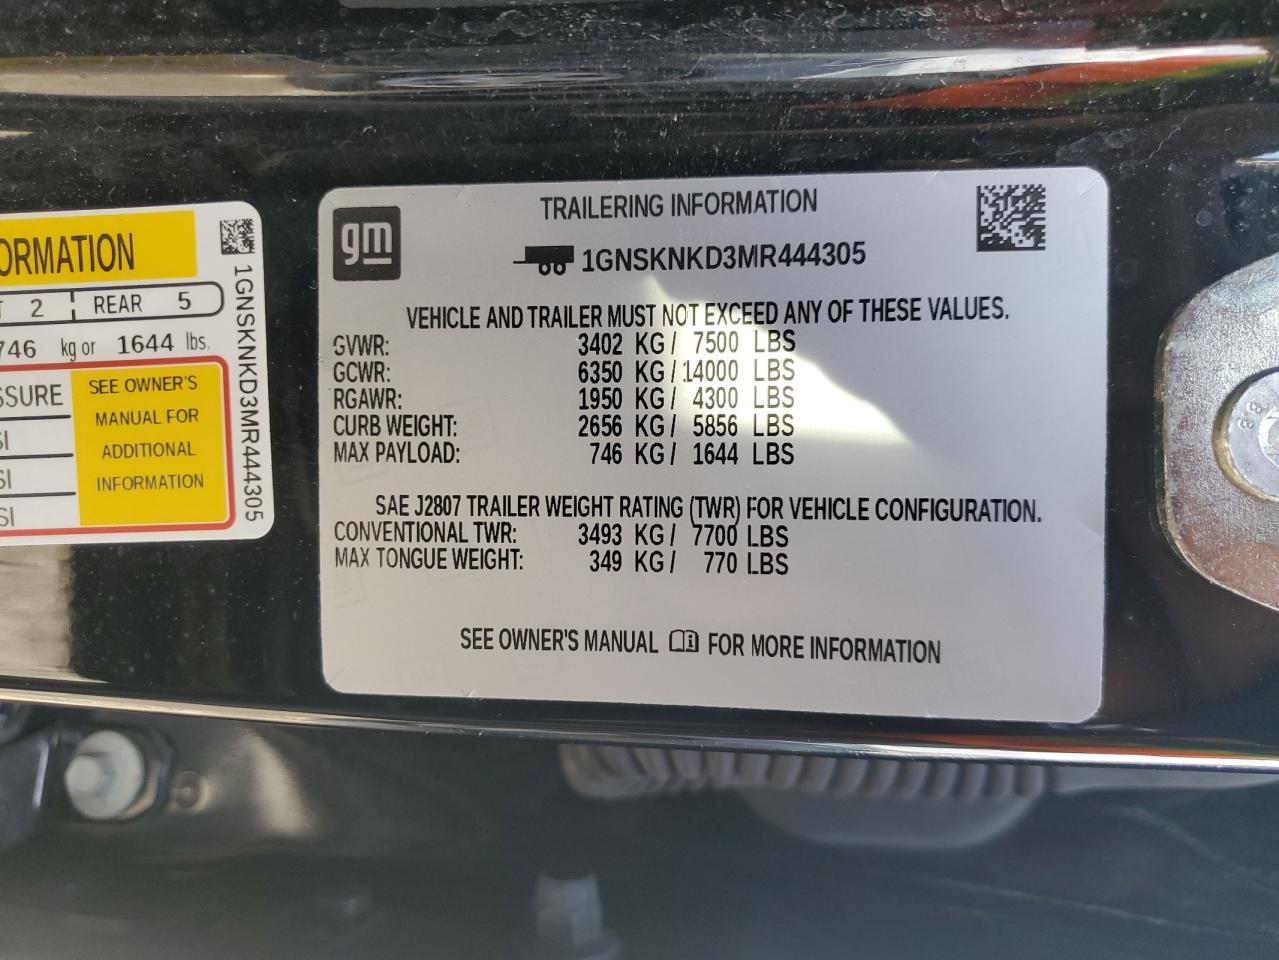 ORMATION
2 REAR 5
746 kg or 1644 lbs.
SSURE
SI
SI
SI
SEE OWNER'S
MANUAL FOR
ADDITIONAL
INFORMATION
1GNSKNKD3MR444305
gm
TRAILERING INFORMATION
1GNSKNKD3MR444305
VEHICLE AND TRAILER MUST NOT EXCEED ANY OF THESE VALUES.
GVWR: 3402 KG/ 7500 LBS
GCWR: 6350 KG/ 14000 LBS
RGAWR: 1950 KG/ 4300 LBS
CURB WEIGHT: 2656 KG/ 5856 LBS
MAX PAYLOAD: 746 KG/ 1644 LBS
SAE J2807 TRAILER WEIGHT RATING (TWR) FOR VEHICLE CONFIGURATION.
CONVENTIONAL TWR: 3493 KG/ 7700 LBS
MAX TONGUE WEIGHT: 349 KG/ 770 LBS
SEE OWNER'S MANUAL FOR MORE INFORMATION